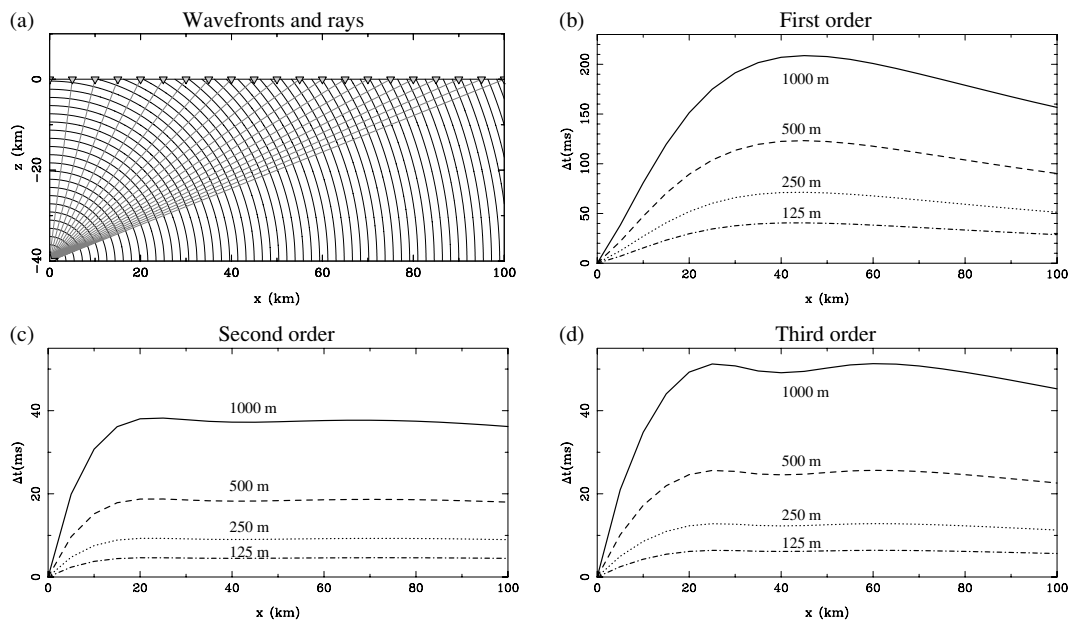 (a) Wavefronts and rays
0
−20
−40
z (km)
0 20 40 60 80 100
x (km)
(b) First order
200
150
100
50
0
Δt(ms)
1000 m
500 m
250 m
125 m
0 20 40 60 80 100
x (km)
(c) Second order
40
20
0
Δt(ms)
1000 m
500 m
250 m
125 m
0 20 40 60 80 100
x (km)
(d) Third order
40
20
0
Δt(ms)
1000 m
500 m
250 m
125 m
0 20 40 60 80 100
x (km)